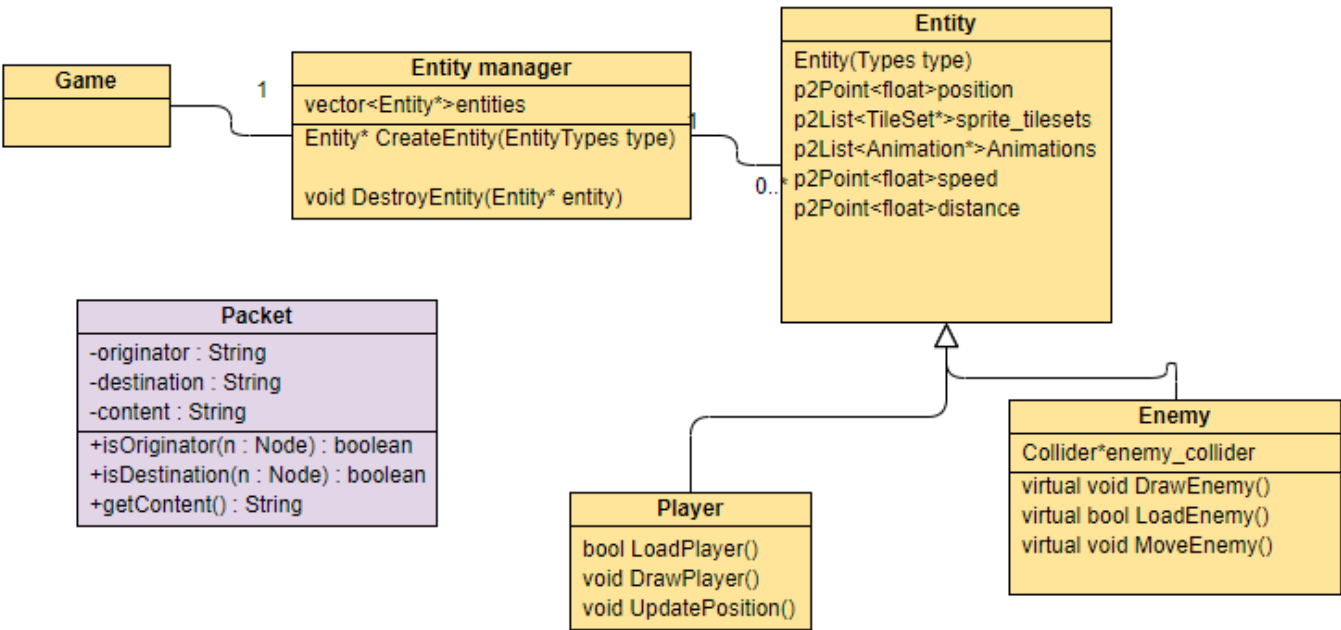 Game
1
Entity manager
vector<Entity*>entities
Entity* CreateEntity(EntityTypes type)
void DestroyEntity(Entity* entity)
1
0..*
Entity
Entity(Types type)
p2Point<float>position
p2List<TileSet*>sprite_tilesets
p2List<Animation*>Animations
p2Point<float>speed
p2Point<float>distance
Packet
-originator : String
-destination : String
-content : String
+isOriginator(n : Node) : boolean
+isDestination(n : Node) : boolean
+getContent() : String
Player
bool LoadPlayer()
void DrawPlayer()
void UpdatePosition()
Enemy
Collider*enemy_collider
virtual void DrawEnemy()
virtual bool LoadEnemy()
virtual void MoveEnemy()